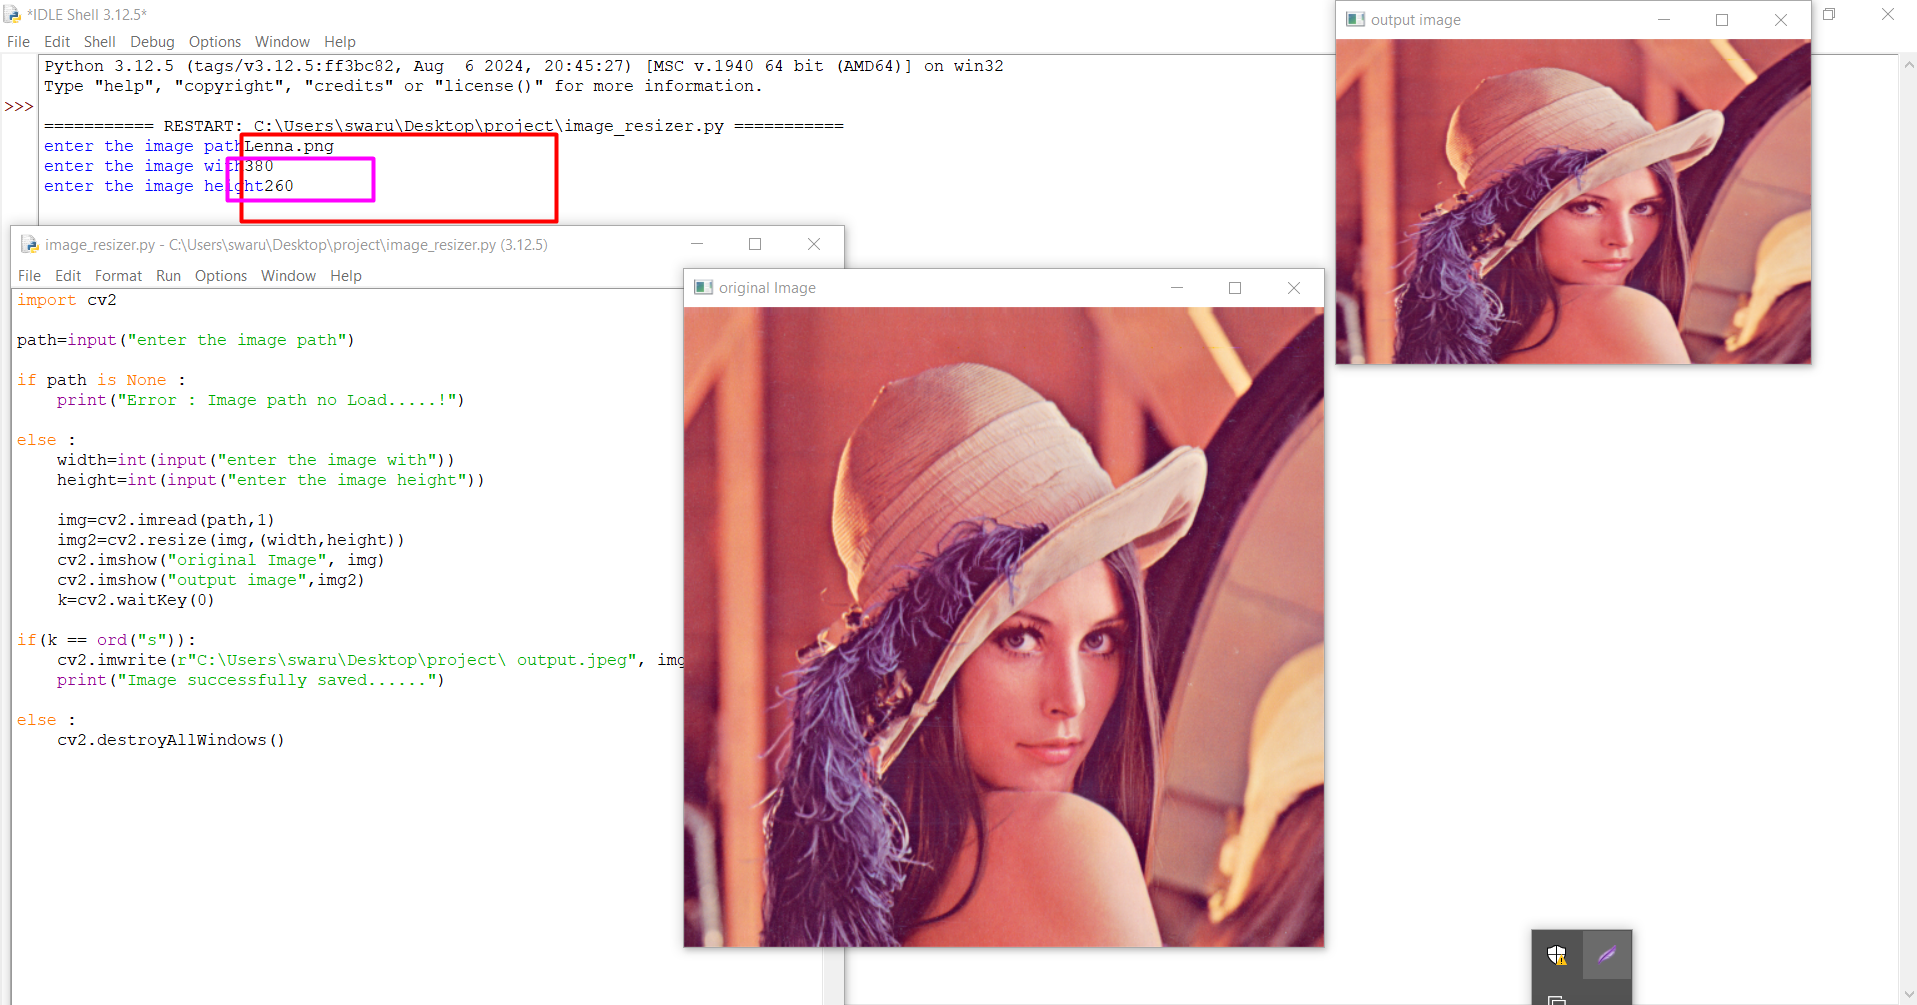 *IDLE Shell 3.12.5*
File Edit Shell Debug Options Window Help
Python 3.12.5 (tags/v3.12.5:ff3bc82, Aug  6 2024, 20:45:27) [MSC v.1940 64 bit (AMD64)] on win32
Type "help", "copyright", "credits" or "license()" for more information.
>>>
=========== RESTART: C:\Users\swaru\Desktop\project\image_resizer.py ===========
enter the image pathLenna.png
enter the image with380
enter the image height260
image_resizer.py - C:\Users\swaru\Desktop\project\image_resizer.py (3.12.5)
File Edit Format Run Options Window Help
import cv2
path=input("enter the image path")
if path is None :
    print("Error : Image path no Load.....!")
else :
    width=int(input("enter the image with"))
    height=int(input("enter the image height"))
    img=cv2.imread(path,1)
    img2=cv2.resize(img,(width,height))
    cv2.imshow("original Image", img)
    cv2.imshow("output image",img2)
    k=cv2.waitKey(0)
if(k == ord("s")):
    cv2.imwrite(r"C:\Users\swaru\Desktop\project\ output.jpeg", img
    print("Image successfully saved......")
else :
    cv2.destroyAllWindows()
original Image
output image